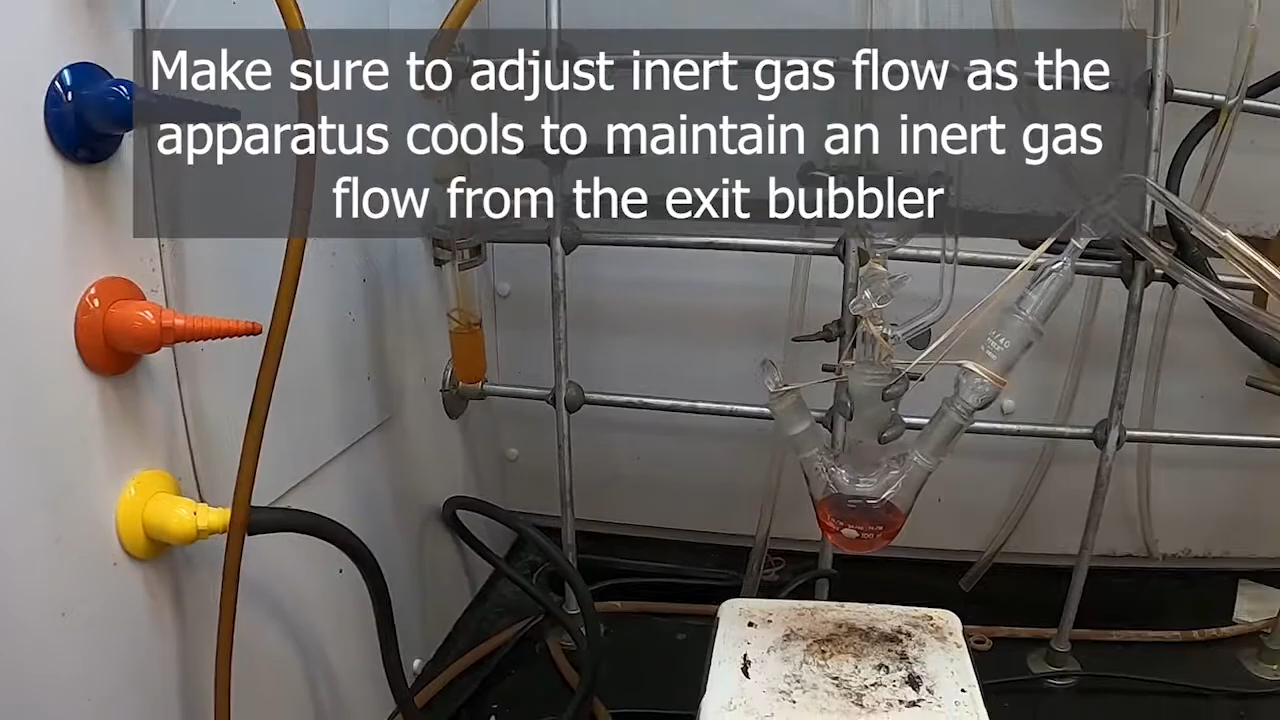 Make sure to adjust inert gas flow as the
apparatus cools to maintain an inert gas
flow from the exit bubbler
100